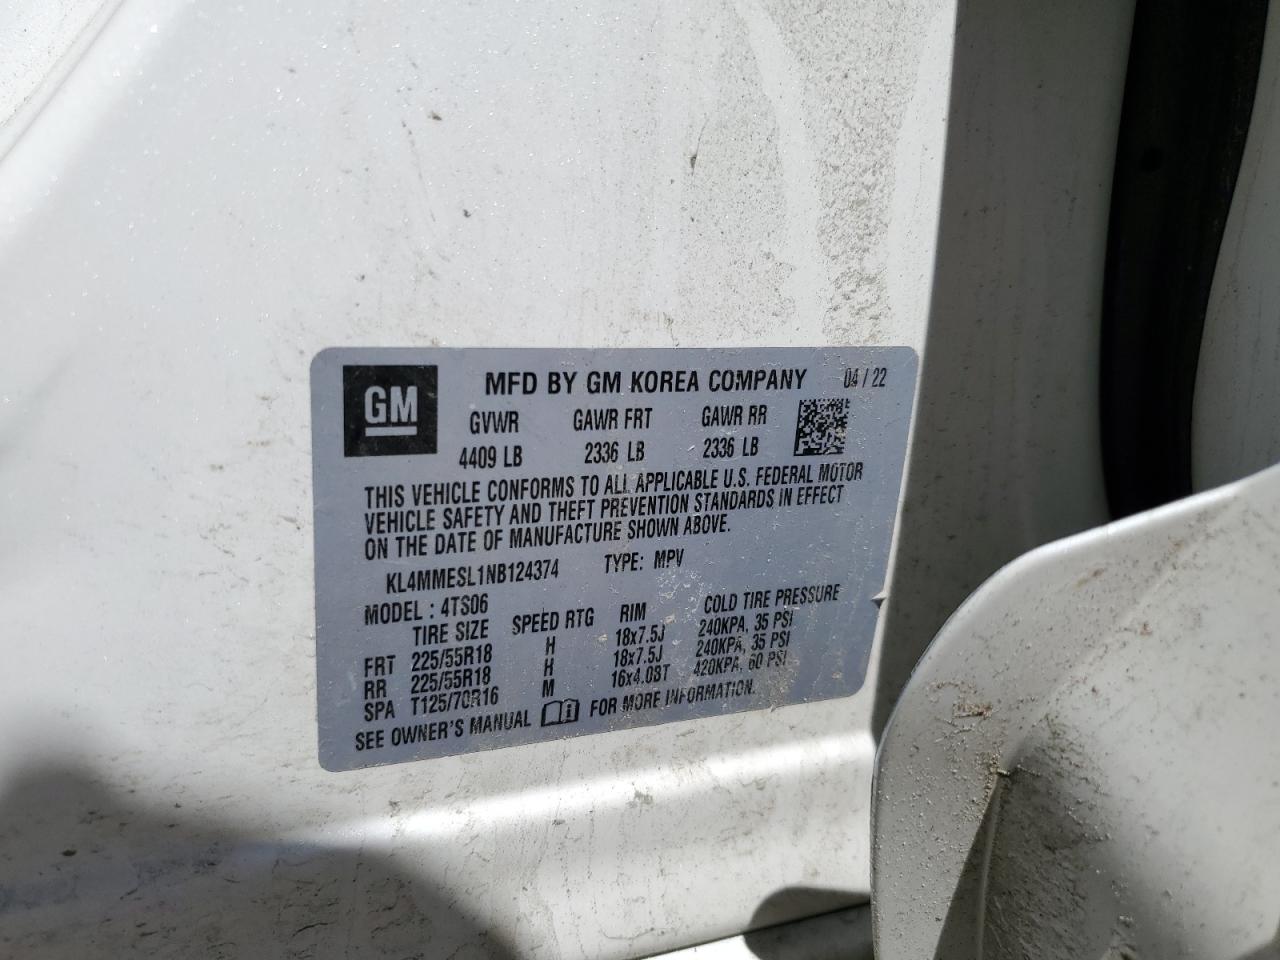 GM
MFD BY GM KOREA COMPANY 04 / 22
GVWR GAWR FRT GAWR RR
4409 LB 2336 LB 2336 LB
THIS VEHICLE CONFORMS TO ALL APPLICABLE U.S. FEDERAL MOTOR
VEHICLE SAFETY AND THEFT PREVENTION STANDARDS IN EFFECT
ON THE DATE OF MANUFACTURE SHOWN ABOVE.
KL4MMESL1NB124374 TYPE: MPV
MODEL : 4TS06
TIRE SIZE SPEED RTG RIM COLD TIRE PRESSURE
FRT 225/55R18 H 18x7.5J 240KPA, 35 PSI
RR 225/55R18 H 18x7.5J 240KPA, 35 PSI
SPA T125/70R16 M 16x4.0BT 420KPA, 60 PSI
SEE OWNER'S MANUAL FOR MORE INFORMATION.